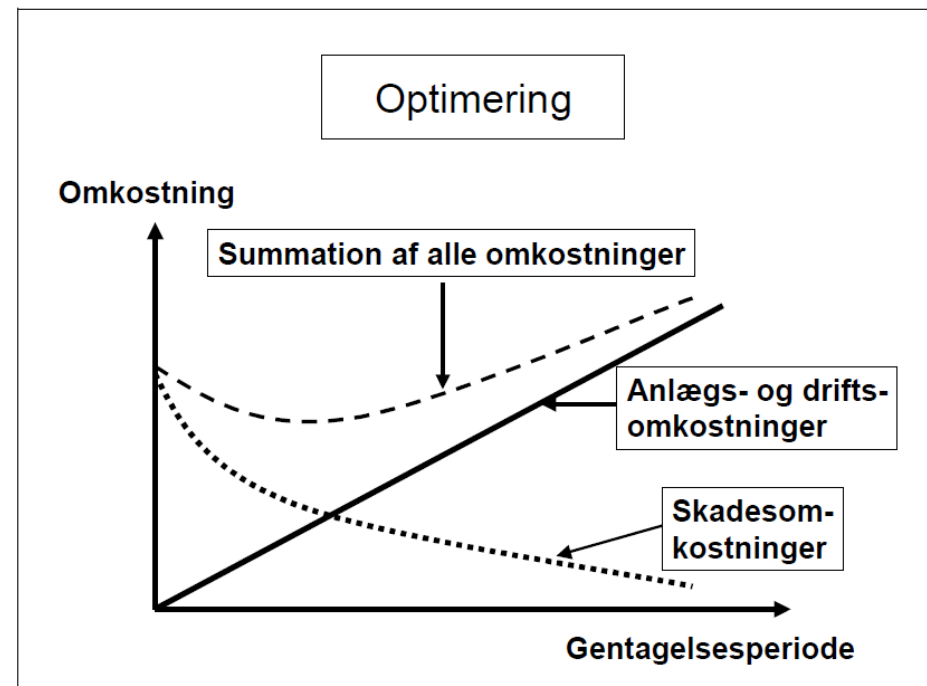 Optimering
Omkostning
Summation af alle omkostninger
Anlægs- og drifts-
omkostninger
Skadesom-
kostninger
Gentagelsesperiode